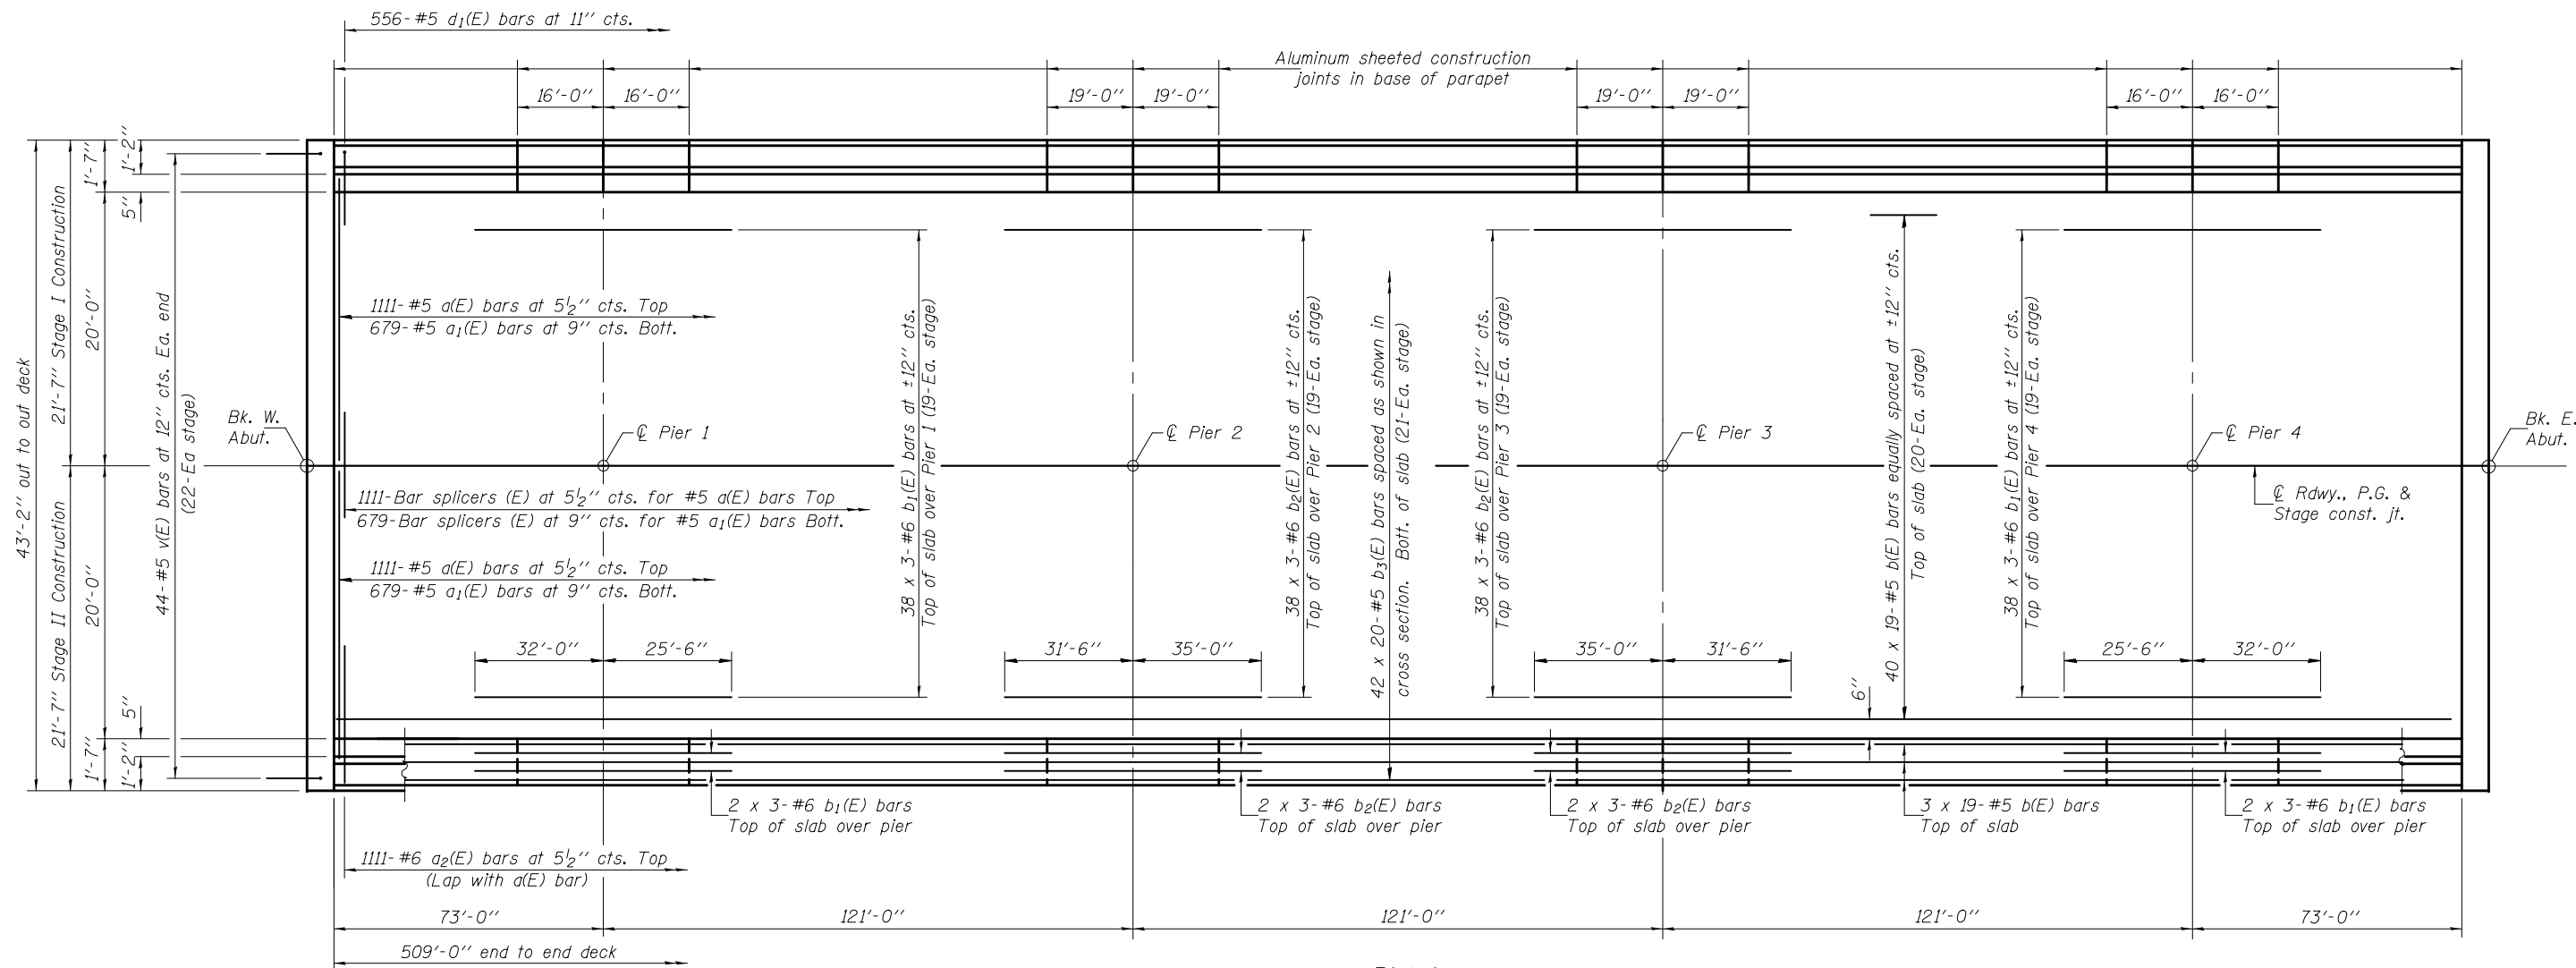 556-#5 d1(E) bars at 11'' cts.
Aluminum sheeted construction
joints in base of parapet
16'-0''
16'-0''
19'-0''
19'-0''
19'-0''
19'-0''
16'-0''
16'-0''
43'-2'' out to out deck
21'-7'' Stage I Construction
21'-7'' Stage II Construction
1'-7''
20'-0''
20'-0''
1'-7''
1'-2''
5''
5''
1'-2''
44-#5 v(E) bars at 12'' cts. Ea. end
(22-Ea stage)
Bk. W.
Abut.
1111-#5 a(E) bars at 5 1/2'' cts. Top
679-#5 a1(E) bars at 9'' cts. Bott.
℄ Pier 1
℄ Pier 2
℄ Pier 3
℄ Pier 4
Bk. E.
Abut.
℄ Rdwy., P.G. &
Stage const. jt.
1111-Bar splicers (E) at 5 1/2'' cts. for #5 a(E) bars Top
679-Bar splicers (E) at 9'' cts. for #5 a1(E) bars Bott.
1111-#5 a(E) bars at 5 1/2'' cts. Top
679-#5 a1(E) bars at 9'' cts. Bott.
38 x 3-#6 b1(E) bars at ±12'' cts.
Top of slab over Pier 1 (19-Ea. stage)
38 x 3-#6 b2(E) bars at ±12'' cts.
Top of slab over Pier 2 (19-Ea. stage)
42 x 20-#5 b3(E) bars spaced as shown in
cross section. Bott. of slab (21-Ea. stage)
38 x 3-#6 b2(E) bars at ±12'' cts.
Top of slab over Pier 3 (19-Ea. stage)
40 x 19-#5 b(E) bars equally spaced at ±12'' cts.
Top of slab (20-Ea. stage)
38 x 3-#6 b1(E) bars at ±12'' cts.
Top of slab over Pier 4 (19-Ea. stage)
32'-0''
25'-6''
31'-6''
35'-0''
35'-0''
31'-6''
25'-6''
32'-0''
6''
2 x 3-#6 b1(E) bars
Top of slab over pier
2 x 3-#6 b2(E) bars
Top of slab over pier
2 x 3-#6 b2(E) bars
Top of slab over pier
3 x 19-#5 b(E) bars
Top of slab
2 x 3-#6 b1(E) bars
Top of slab over pier
1111-#6 a2(E) bars at 5 1/2'' cts. Top
(Lap with a(E) bar)
73'-0''
121'-0''
121'-0''
121'-0''
73'-0''
509'-0'' end to end deck